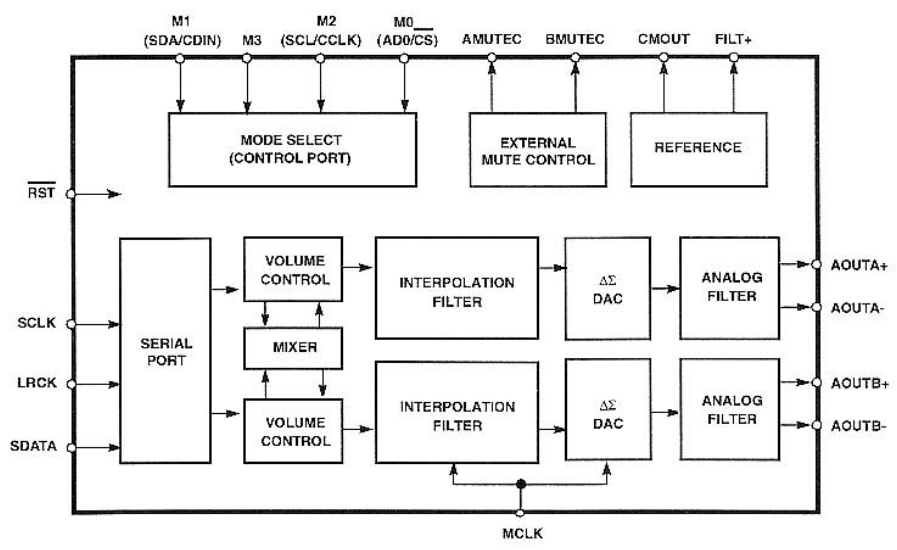 M1
(SDA/CDIN)
M3
M2
(SCL/CCLK)
M0
(AD0/CS)
AMUTEC
BMUTEC
CMOUT
FILT+
MODE SELECT
(CONTROL PORT)
EXTERNAL
MUTE CONTROL
REFERENCE
RST
SERIAL
PORT
VOLUME
CONTROL
INTERPOLATION
FILTER
ΔΣ
DAC
ANALOG
FILTER
AOUTA+
AOUTA-
SCLK
MIXER
LRCK
VOLUME
CONTROL
INTERPOLATION
FILTER
ΔΣ
DAC
ANALOG
FILTER
AOUTB+
AOUTB-
SDATA
MCLK